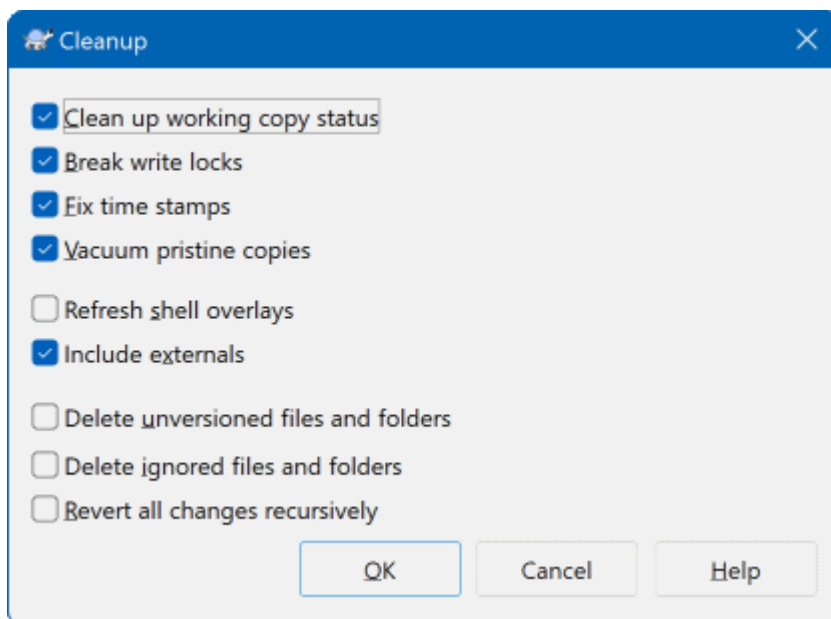 Cleanup
Clean up working copy status
Break write locks
Fix time stamps
Vacuum pristine copies
Refresh shell overlays
Include externals
Delete unversioned files and folders
Delete ignored files and folders
Revert all changes recursively
OK Cancel Help